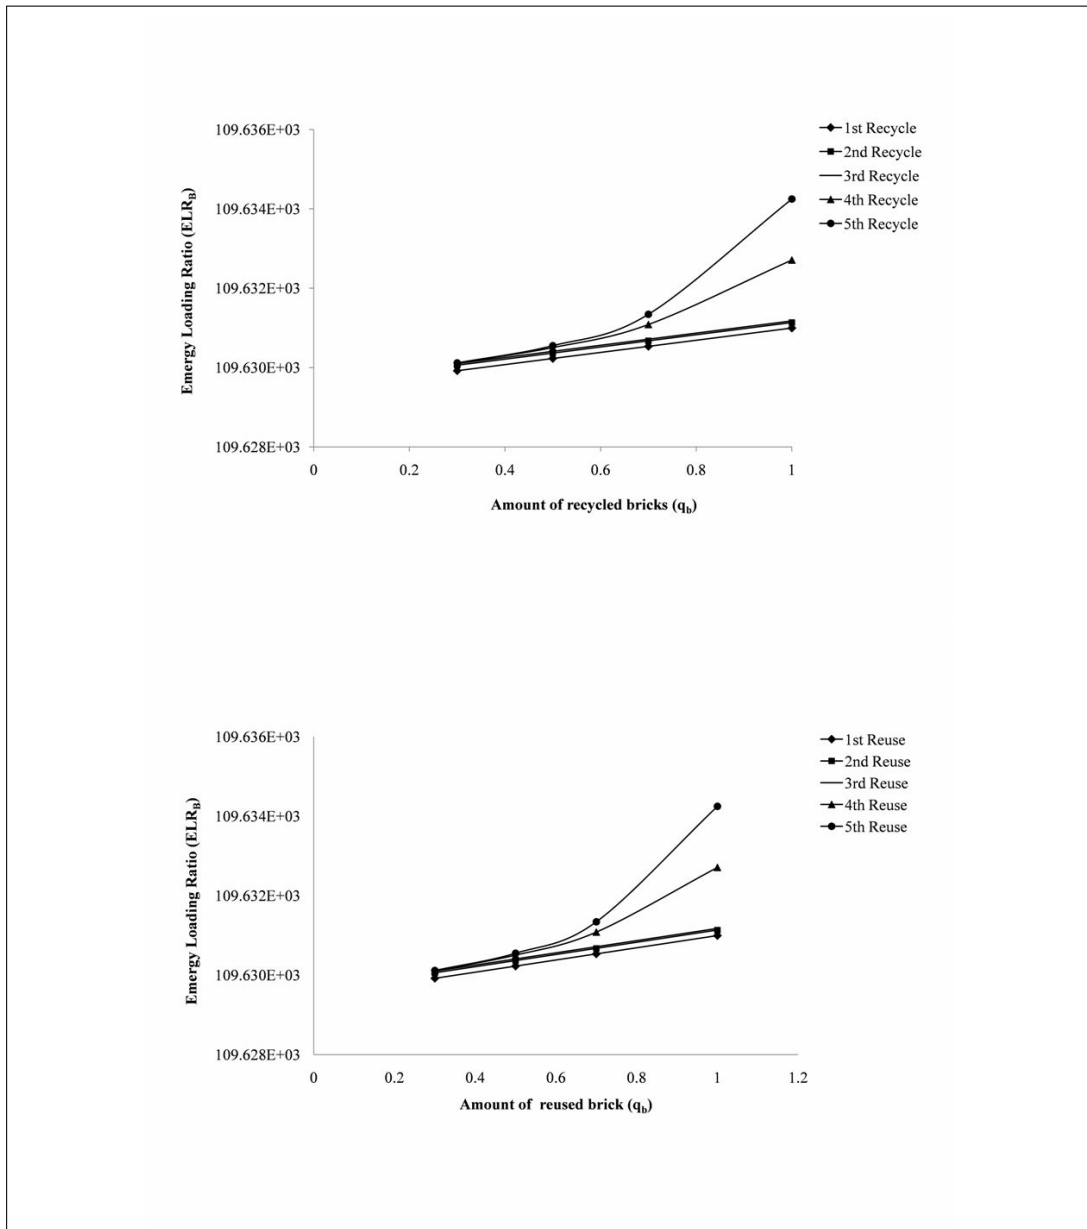 109.636E+03
109.634E+03
109.632E+03
109.630E+03
109.628E+03
Emergy Loading Ratio (ELR_B)
0 0.2 0.4 0.6 0.8 1
Amount of recycled bricks (q_b)
1st Recycle
2nd Recycle
3rd Recycle
4th Recycle
5th Recycle
109.636E+03
109.634E+03
109.632E+03
109.630E+03
109.628E+03
Emergy Loading Ratio (ELR_B)
0 0.2 0.4 0.6 0.8 1 1.2
Amount of reused brick (q_b)
1st Reuse
2nd Reuse
3rd Reuse
4th Reuse
5th Reuse